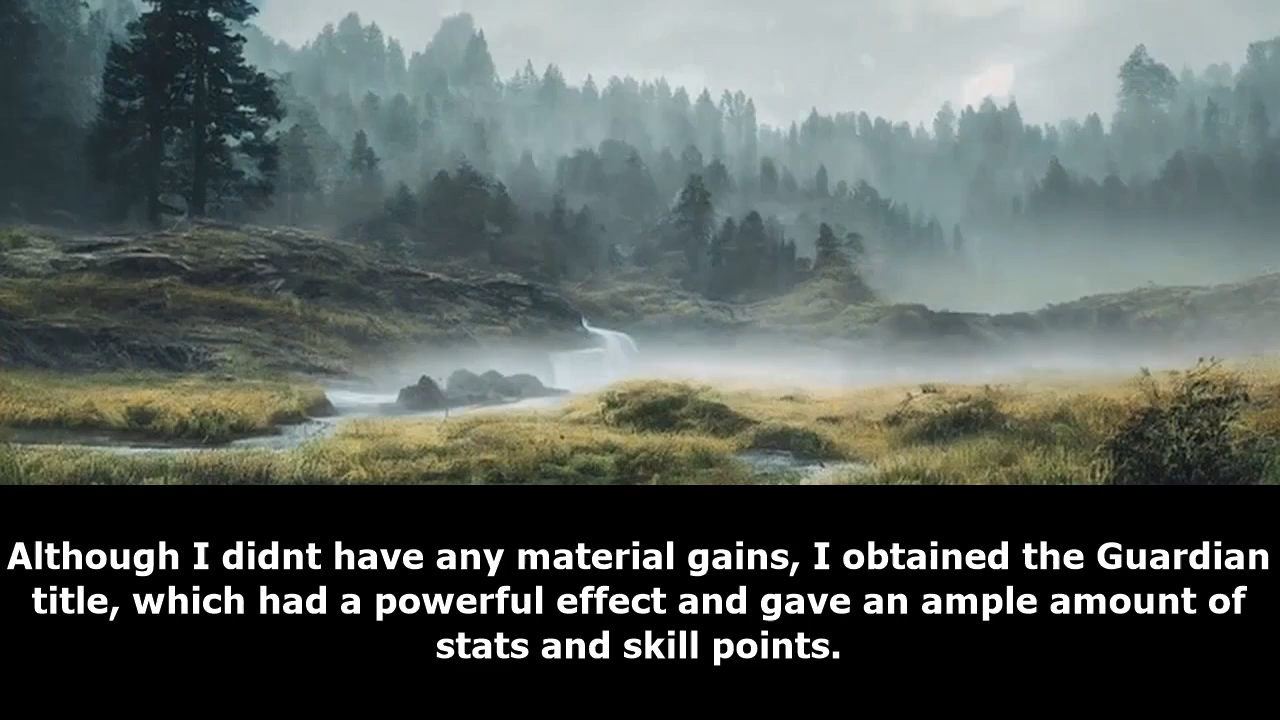 Although I didnt have any material gains, I obtained the Guardian
title, which had a powerful effect and gave an ample amount of
stats and skill points.